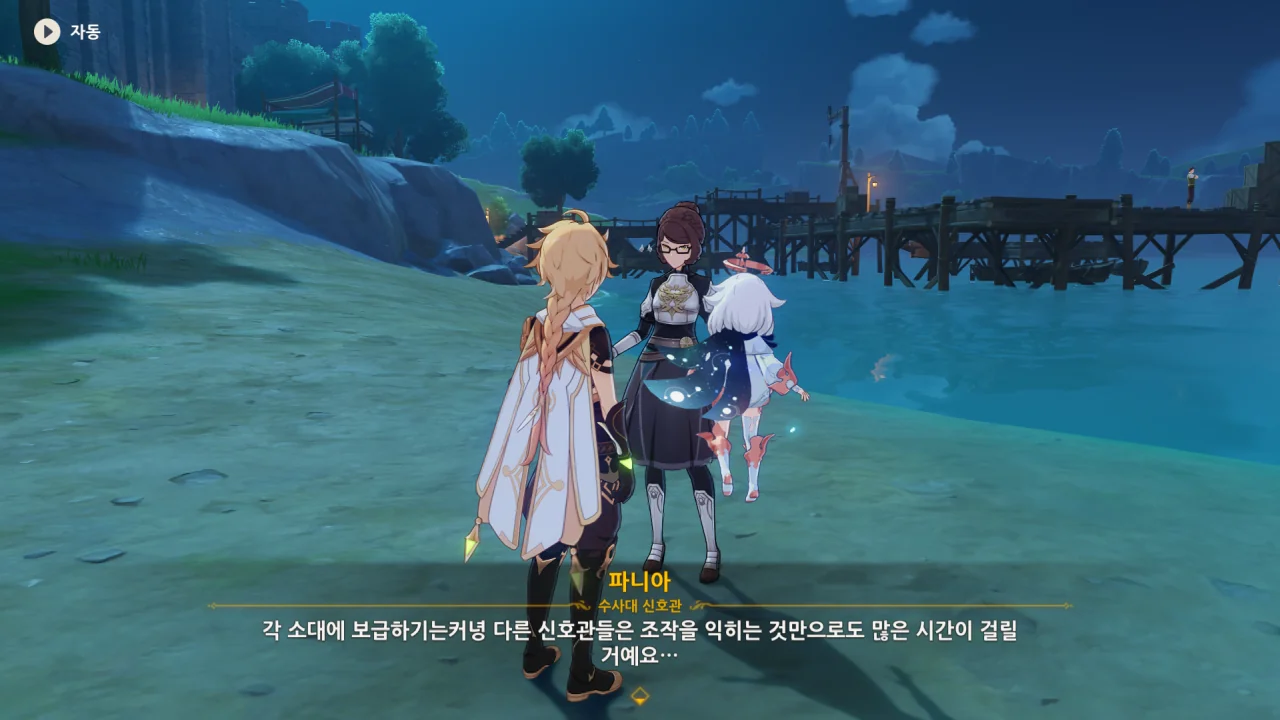 자동
파니아
수사대 신호관
각 소대에 보급하기는커녕 다른 신호관들은 조작을 익히는 것만으로도 많은 시간이 걸릴
거예요…